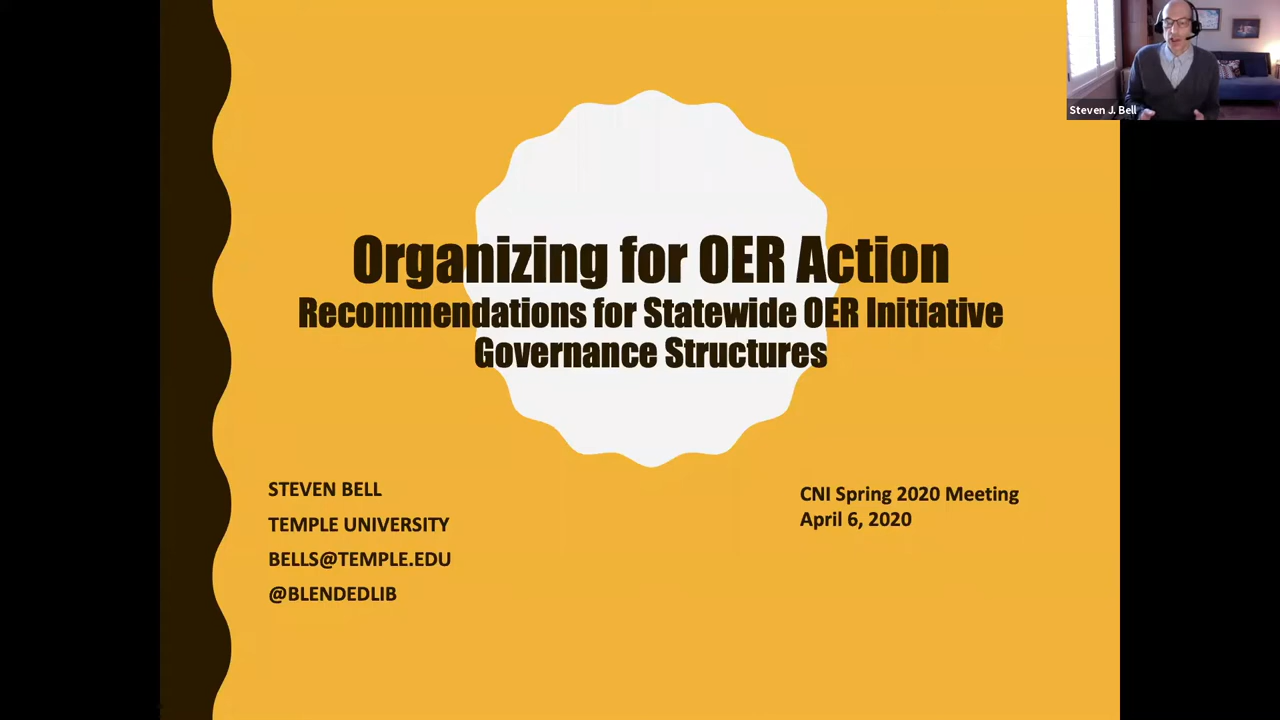 Steven J. Bell
Organizing for OER Action
Recommendations for Statewide OER Initiative
Governance Structures
STEVEN BELL
TEMPLE UNIVERSITY
BELLS@TEMPLE.EDU
@BLENDEDLIB
CNI Spring 2020 Meeting
April 6, 2020